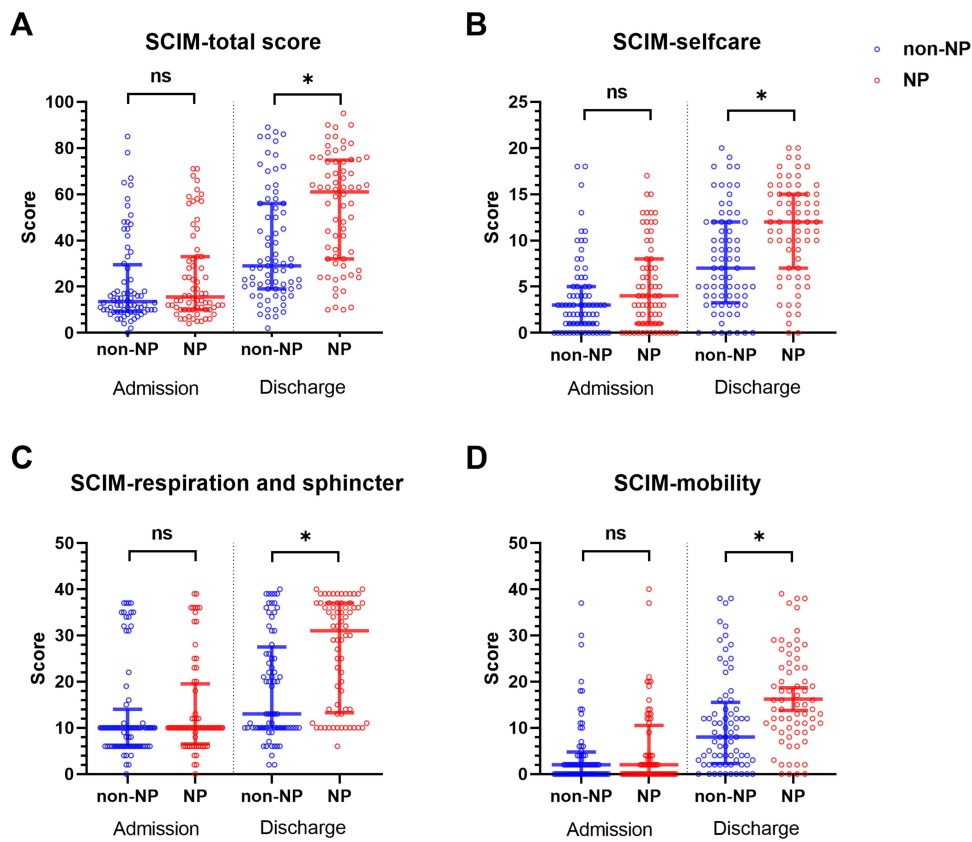 A
SCIM-total score
ns
*
100
80
60
40
20
0
Score
non-NP NP non-NP NP
Admission Discharge
B
SCIM-selfcare
non-NP
NP
ns
*
25
20
15
10
5
0
Score
non-NP NP non-NP NP
Admission Discharge
C
SCIM-respiration and sphincter
ns
*
50
40
30
20
10
0
Score
non-NP NP non-NP NP
Admission Discharge
D
SCIM-mobility
ns
*
50
40
30
20
10
0
Score
non-NP NP non-NP NP
Admission Discharge